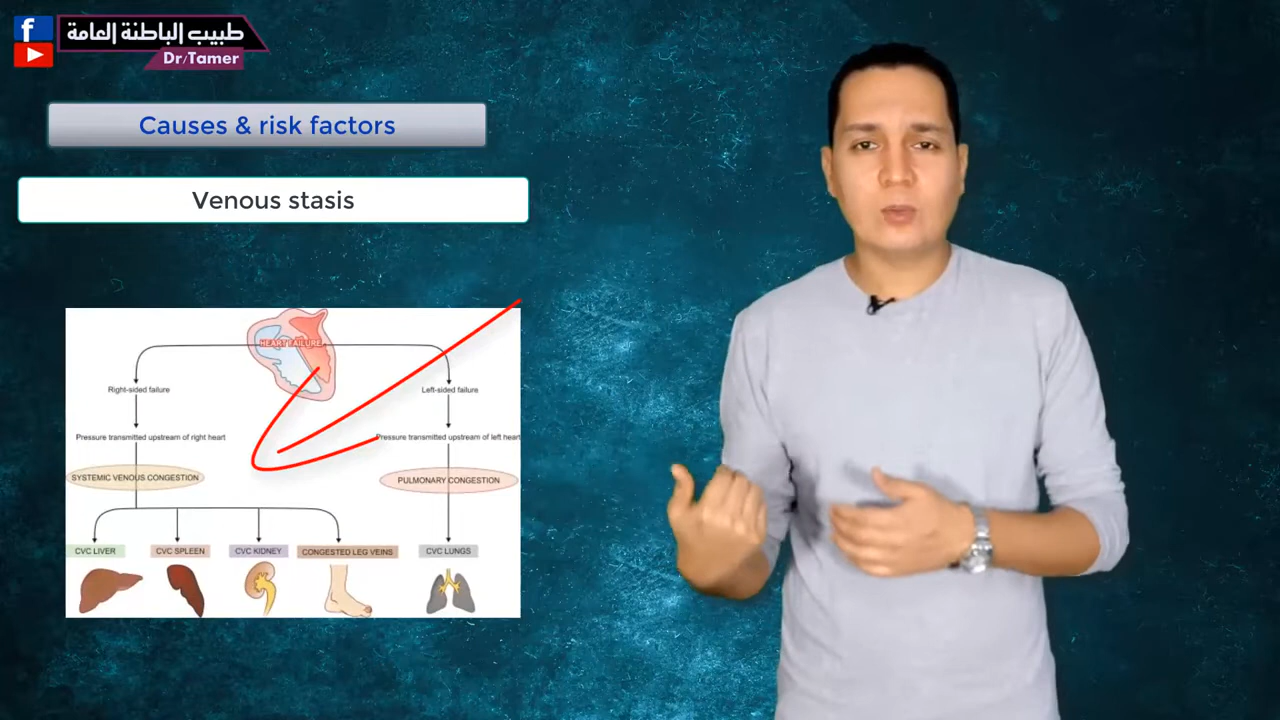 f
طبيب الباطنة العامة
Dr/Tamer
Causes & risk factors
Venous stasis
HEART FAILURE
Right-sided failure
Left-sided failure
Pressure transmitted upstream of right heart
Pressure transmitted upstream of left heart
SYSTEMIC VENOUS CONGESTION
PULMONARY CONGESTION
CVC LIVER
CVC SPLEEN
CVC KIDNEY
CONGESTED LEG VEINS
CVC LUNGS